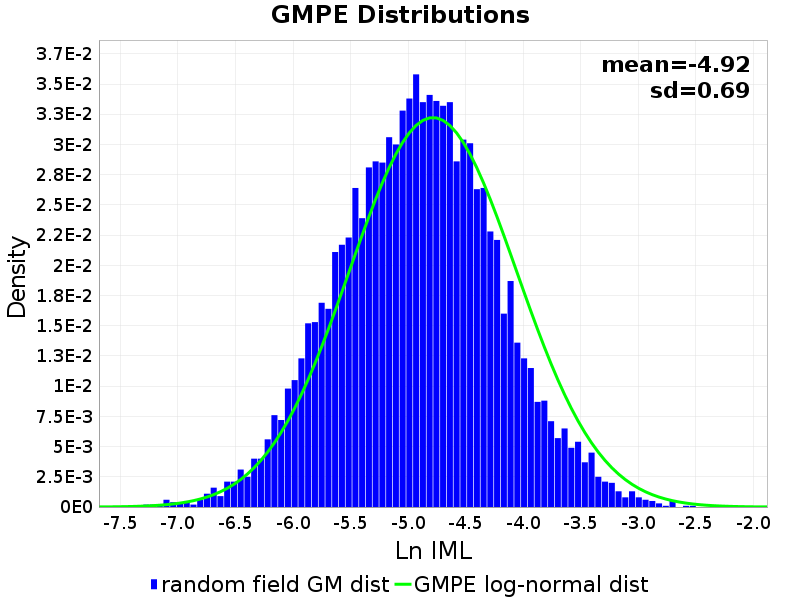 GMPE Distributions
mean=-4.92
sd=0.69
Density
3.7E-2
3.5E-2
3.3E-2
3E-2
2.8E-2
2.5E-2
2.2E-2
2E-2
1.8E-2
1.5E-2
1.3E-2
1E-2
7.5E-3
5E-3
2.5E-3
0E0
-7.5 -7.0 -6.5 -6.0 -5.5 -5.0 -4.5 -4.0 -3.5 -3.0 -2.5 -2.0
Ln IML
random field GM dist GMPE log-normal dist